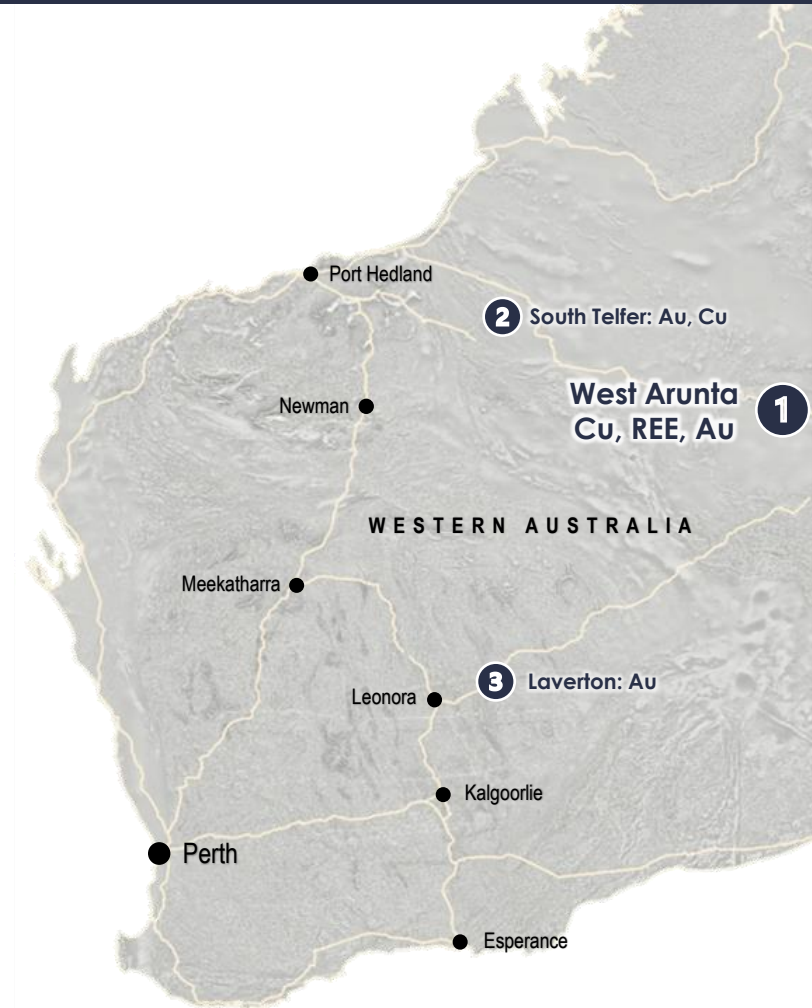 Port Hedland
2 South Telfer: Au, Cu
West Arunta
Cu, REE, Au
1
Newman
WESTERN AUSTRALIA
Meekatharra
3 Laverton: Au
Leonora
Kalgoorlie
Perth
Esperance